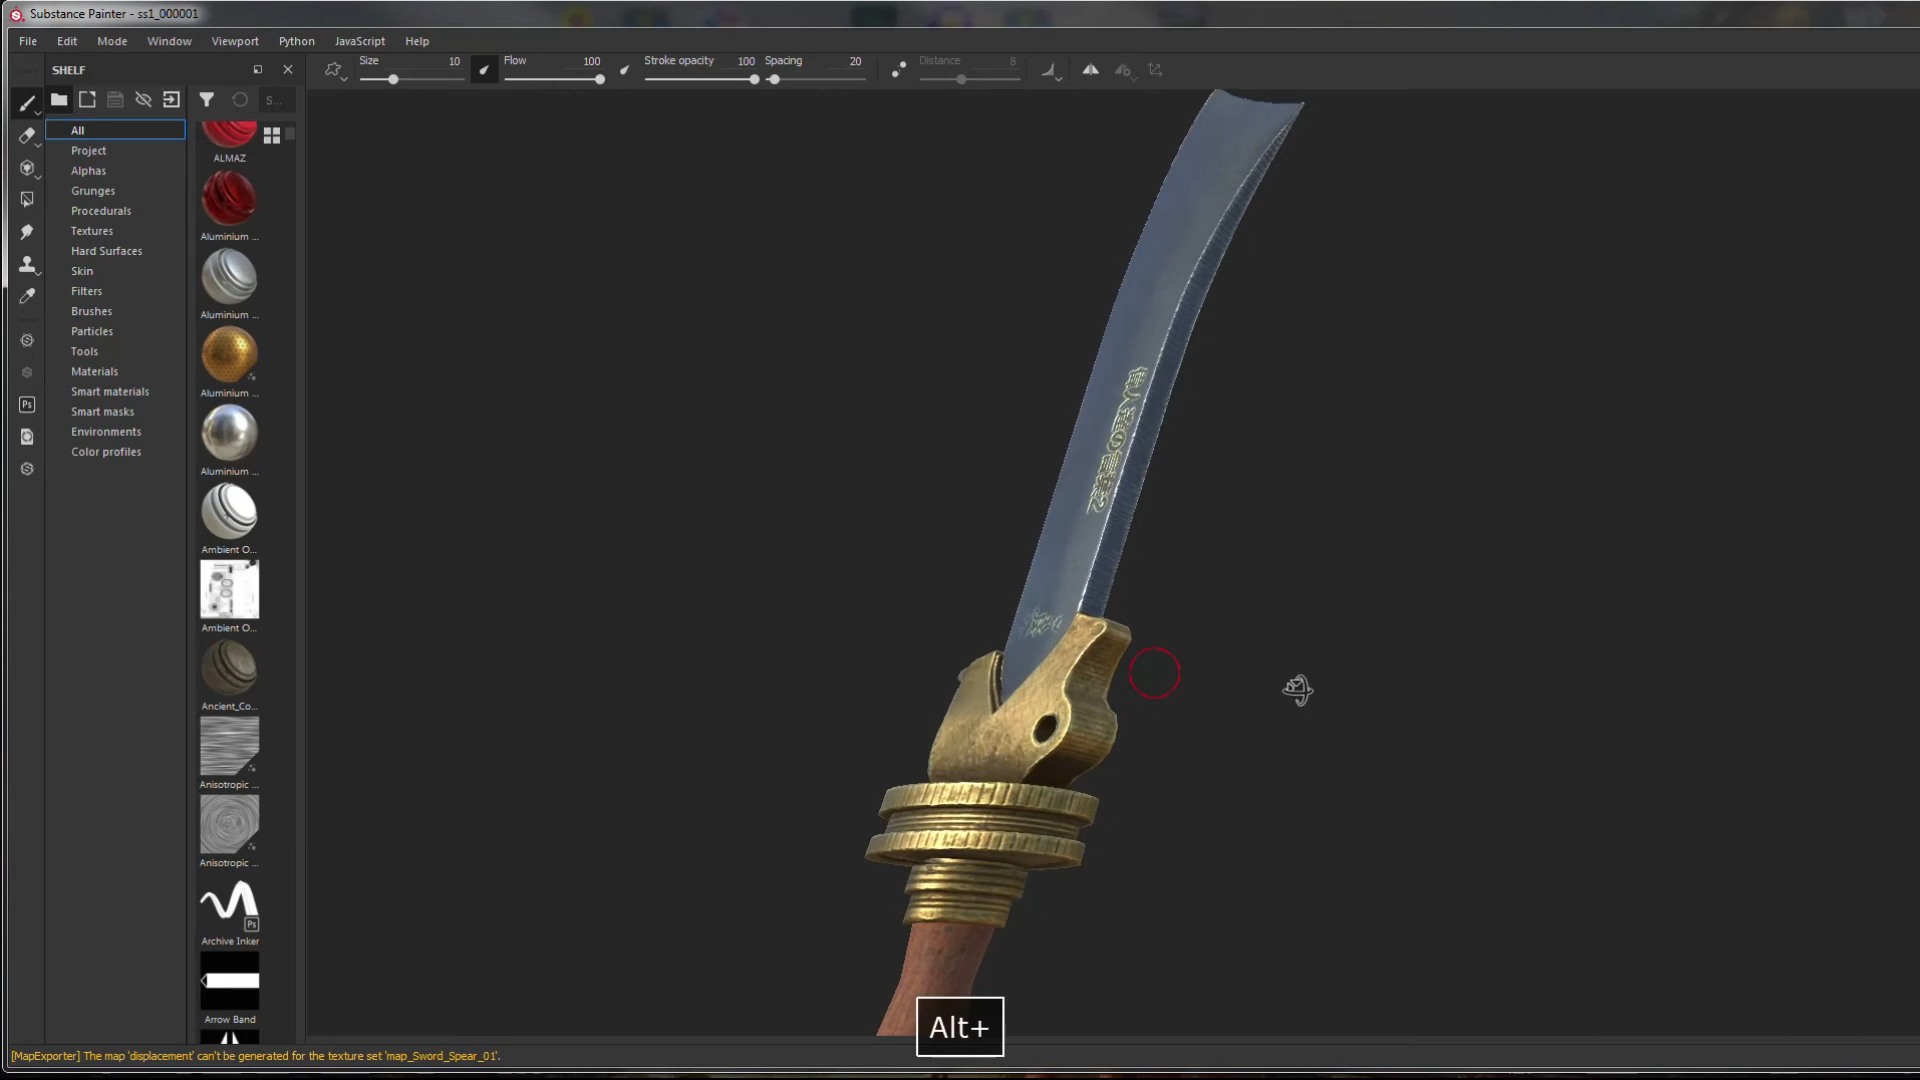 Substance Painter - ss1_000001
File Edit Mode Window Viewport Python JavaScript Help
SHELF
Size 10 Flow 100 Stroke opacity 100 Spacing 20 Distance 8
S...
All
Project
Alphas
Grunges
Procedurals
Textures
Hard Surfaces
Skin
Filters
Brushes
Particles
Tools
Materials
Smart materials
Smart masks
Environments
Color profiles
Ps
ALMAZ
Aluminium ...
Aluminium ...
Aluminium ...
Aluminium ...
Ambient O...
Ambient O...
Ancient_Co...
Anisotropic ...
Anisotropic ...
Ps
Archive Inker
Arrow Band
Alt+
[MapExporter] The map 'displacement' can't be generated for the texture set 'map_Sword_Spear_01'.